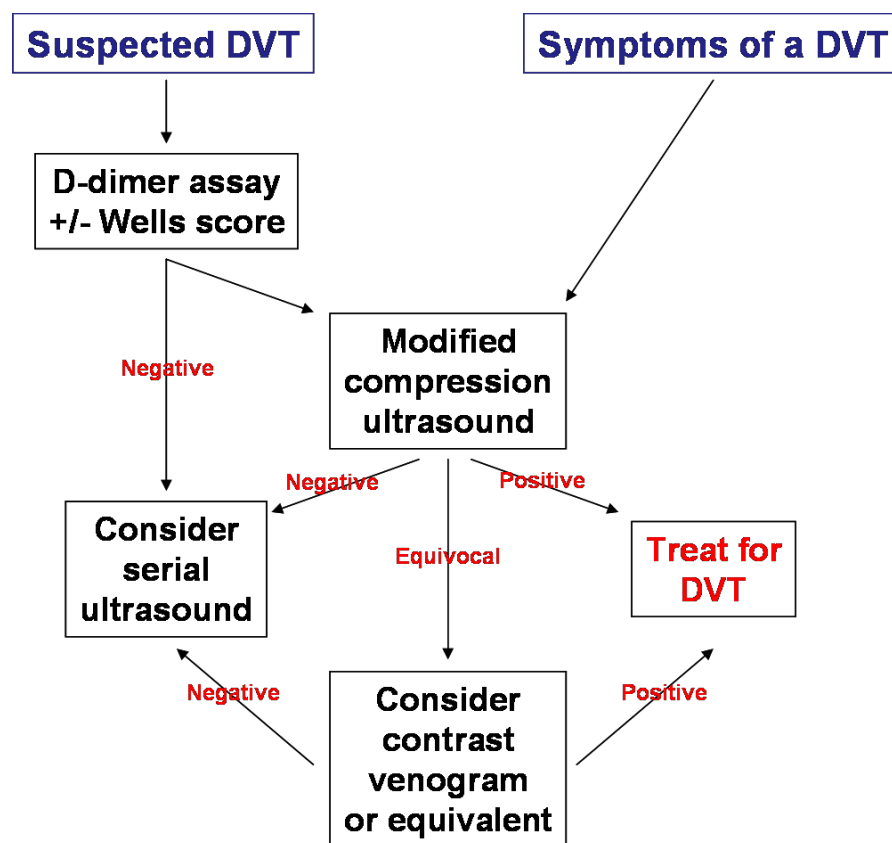 Suspected DVT
Symptoms of a DVT
D-dimer assay
+/- Wells score
Negative
Modified
compression
ultrasound
Negative
Positive
Equivocal
Consider
serial
ultrasound
Treat for
DVT
Negative
Positive
Consider
contrast
venogram
or equivalent